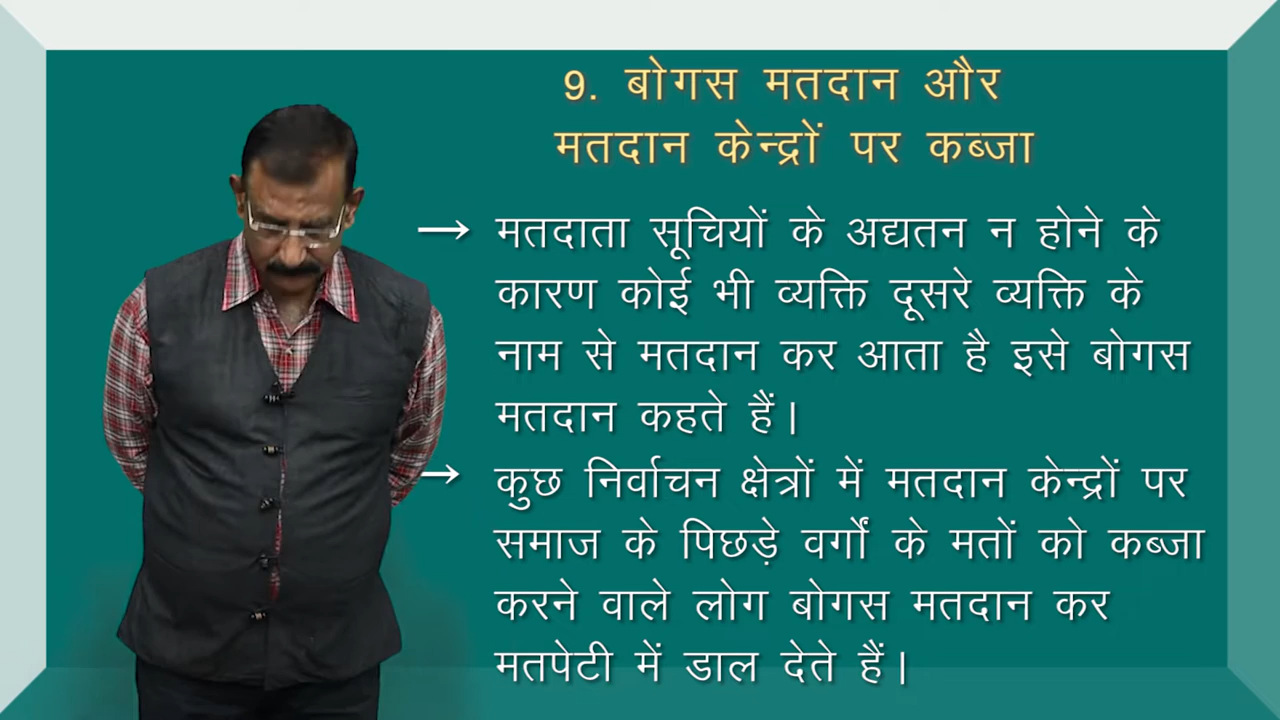 9. बोगस मतदान और
मतदान केन्द्रों पर कब्जा
→ मतदाता सूचियों के अद्यतन न होने के
कारण कोई भी व्यक्ति दूसरे व्यक्ति के
नाम से मतदान कर आता है इसे बोगस
मतदान कहते हैं।
→ कुछ निर्वाचन क्षेत्रों में मतदान केन्द्रों पर
समाज के पिछड़े वर्गों के मतों को कब्जा
करने वाले लोग बोगस मतदान कर
मतपेटी में डाल देते हैं।